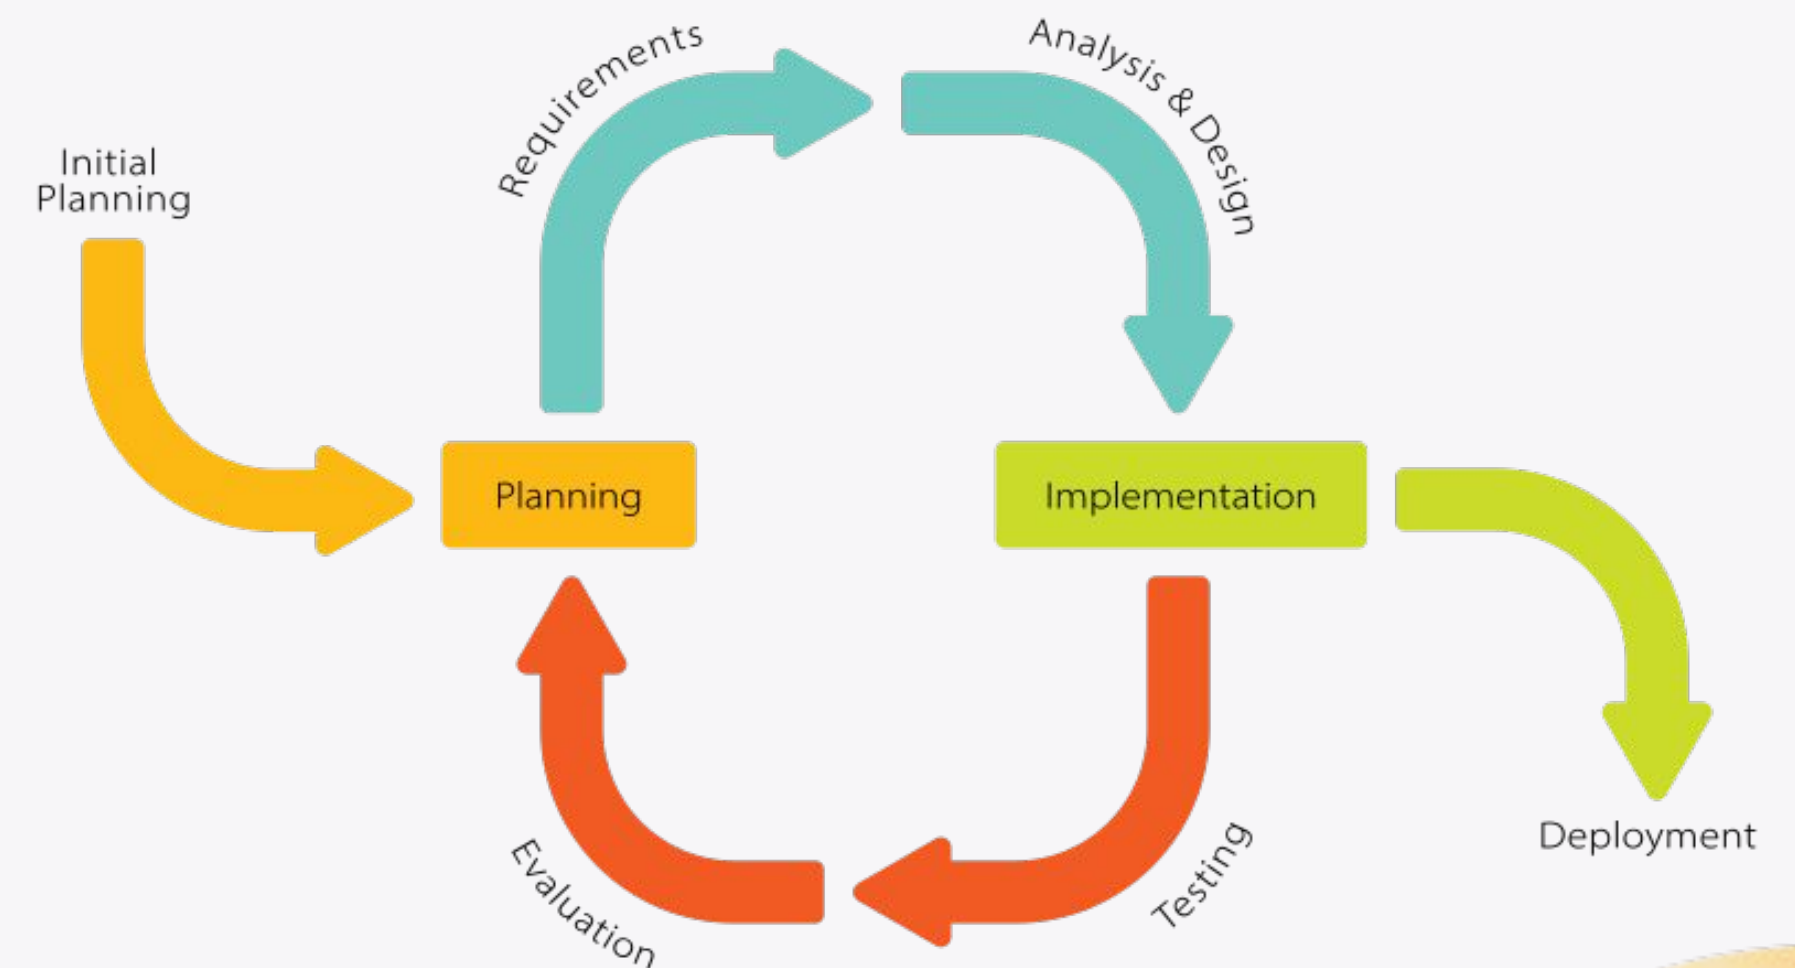 Initial
Planning
Requirements
Analysis & Design
Planning
Implementation
Testing
Evaluation
Deployment